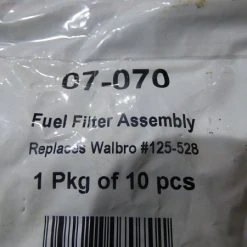 07-070
Fuel Filter Assembly
Replaces Walbro #125-528
1 Pkg of 10 pcs